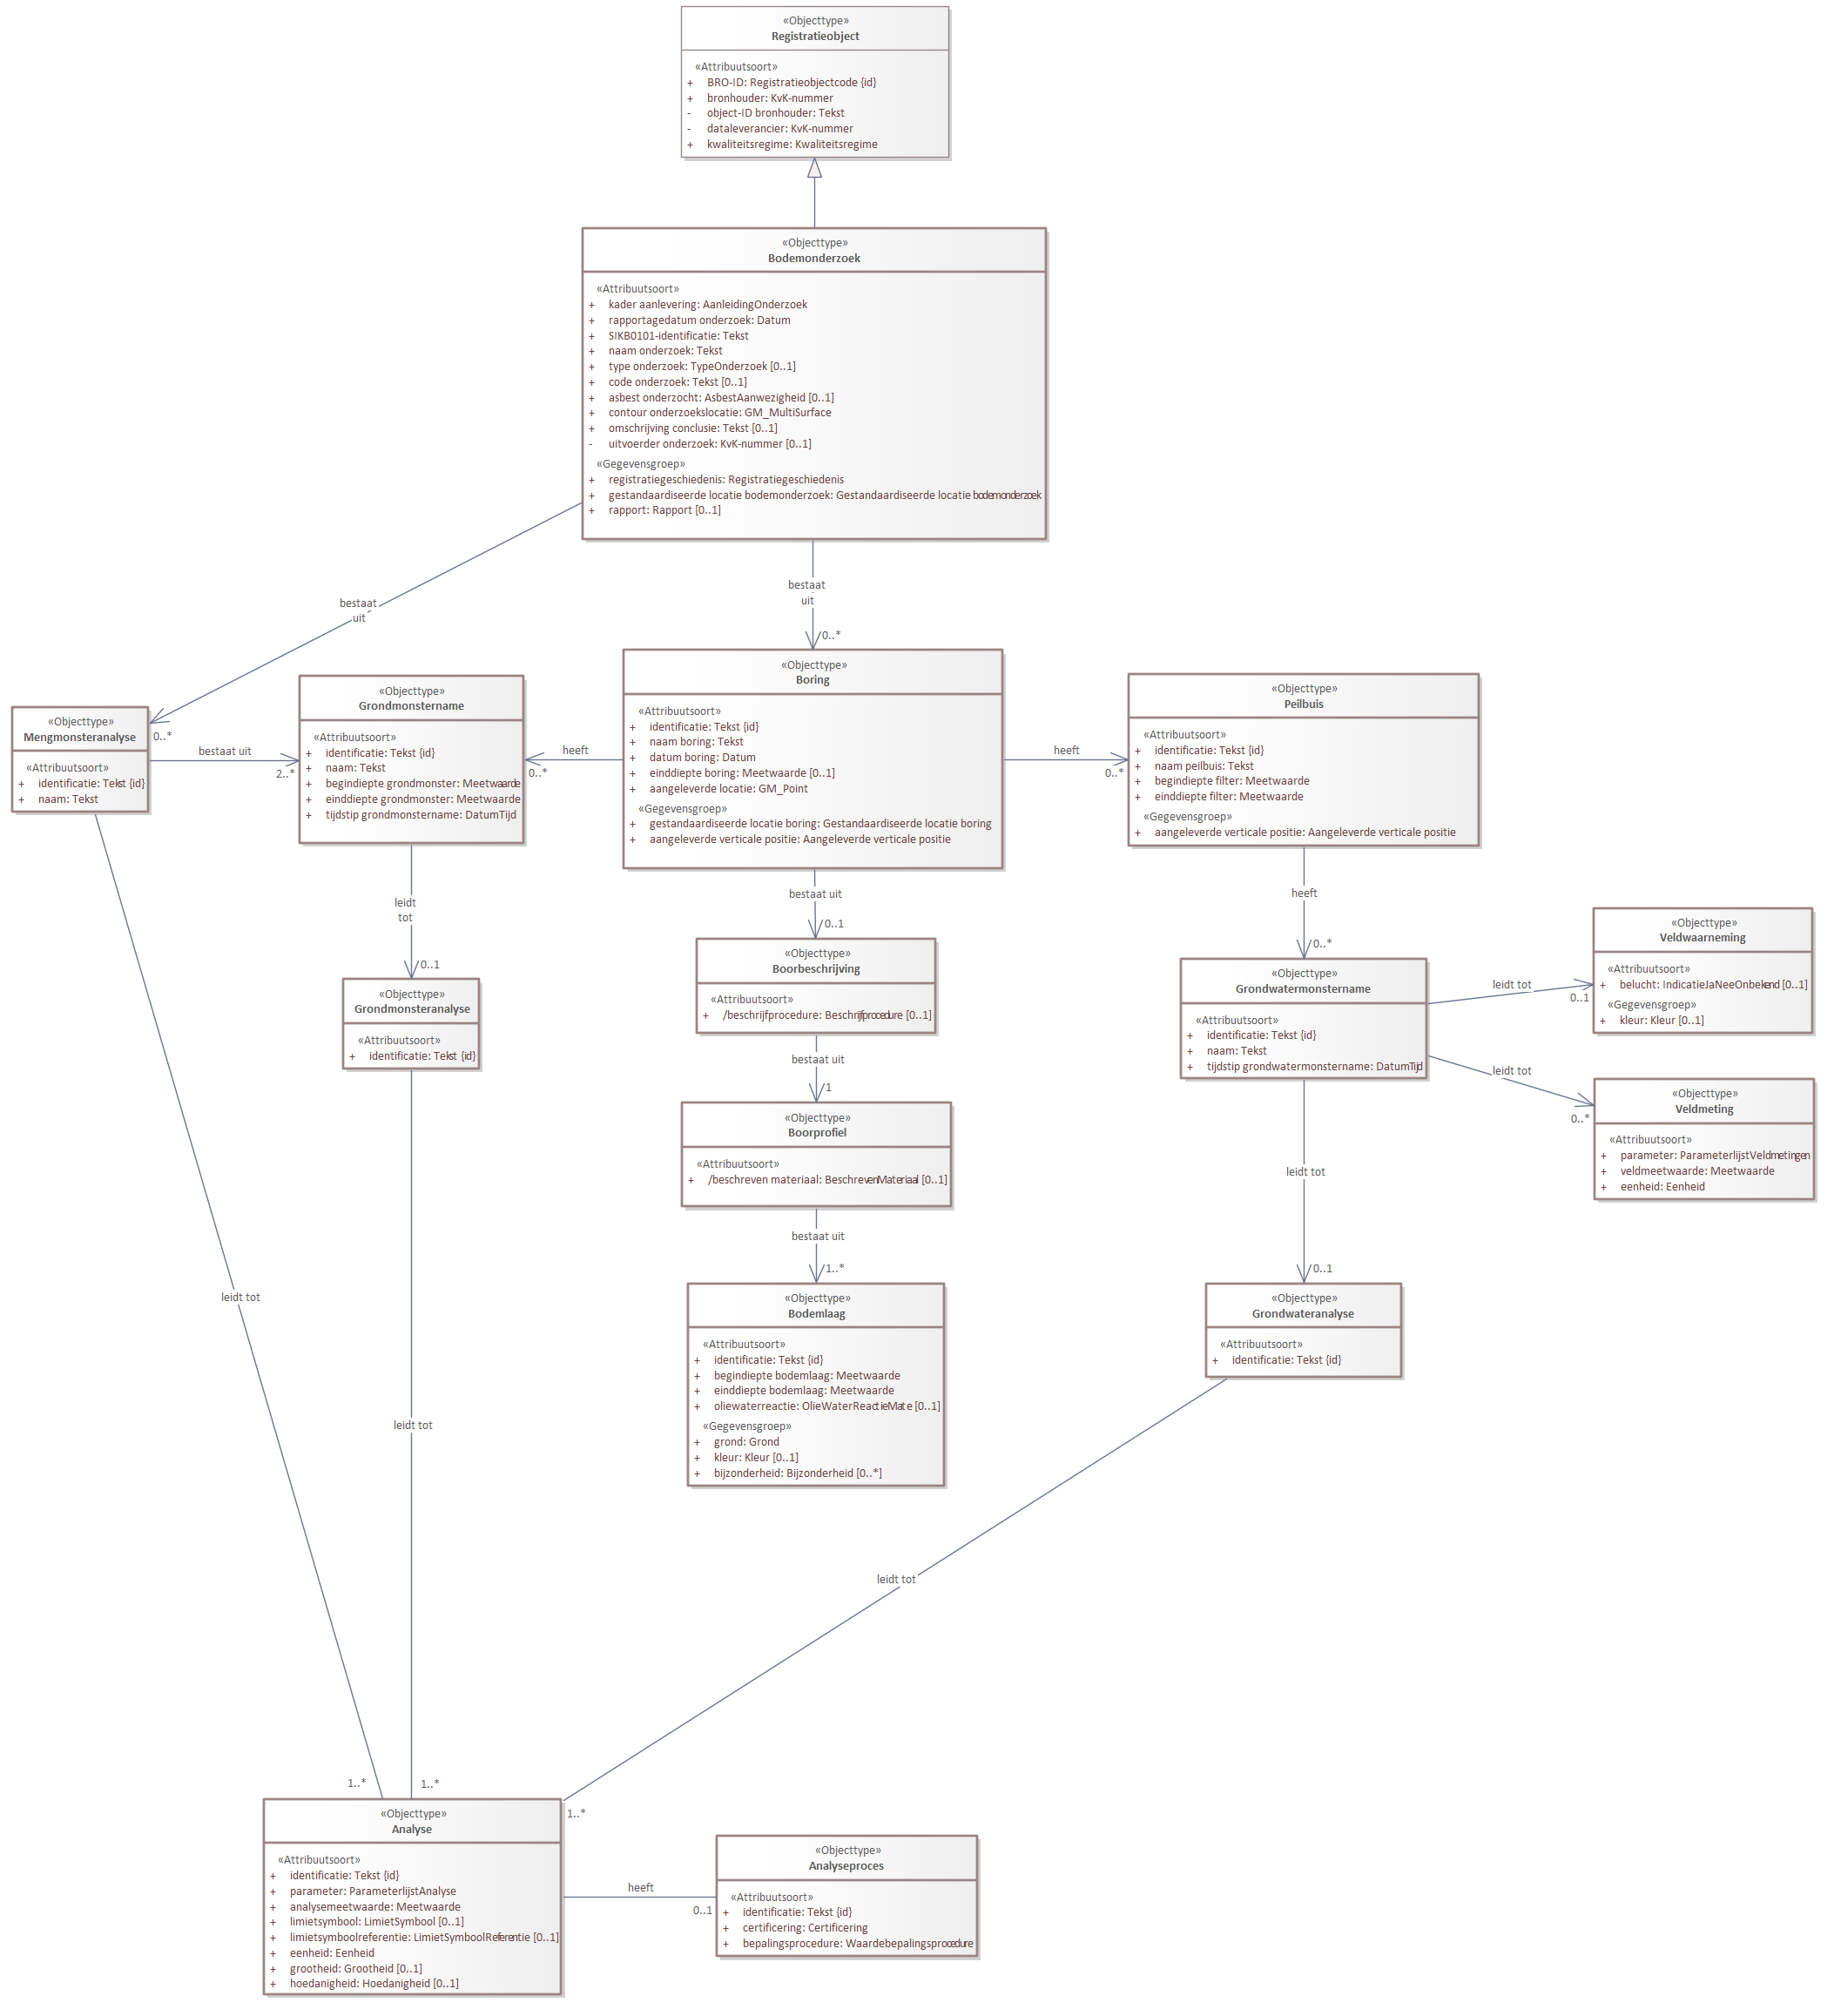 «Objecttype»
Registratieobject
«Attribuutsoort»
+ BRO-ID: Registratieobjectcode {id}
+ bronhouder: KvK-nummer
- object-ID bronhouder: Tekst
- dataleverancier: KvK-nummer
+ kwaliteitsregime: Kwaliteitsregime
«Objecttype»
Bodemonderzoek
«Attribuutsoort»
+ kader aanlevering: AanleidingOnderzoek
+ rapportagedatum onderzoek: Datum
+ SIKB0101-identificatie: Tekst
+ naam onderzoek: Tekst
+ type onderzoek: TypeOnderzoek [0..1]
+ code onderzoek: Tekst [0..1]
+ asbest onderzocht: AsbestAanwezigheid [0..1]
+ contour onderzoekslocatie: GM_MultiSurface
+ omschrijving conclusie: Tekst [0..1]
- uitvoerder onderzoek: KvK-nummer [0..1]
«Gegevensgroep»
+ registratiegeschiedenis: Registratiegeschiedenis
+ gestandaardiseerde locatie bodemonderzoek: Gestandaardiseerde locatie bodemonderzoek
+ rapport: Rapport [0..1]
bestaat
uit
0..*
bestaat
uit
0..*
«Objecttype»
Mengmonsteranalyse
«Attribuutsoort»
+ identificatie: Tekst {id}
+ naam: Tekst
bestaat uit
2..*
«Objecttype»
Grondmonstername
«Attribuutsoort»
+ identificatie: Tekst {id}
+ naam: Tekst
+ begindiepte grondmonster: Meetwaarde
+ einddiepte grondmonster: Meetwaarde
+ tijdstip grondmonstername: DatumTijd
heeft
0..*
«Objecttype»
Boring
«Attribuutsoort»
+ identificatie: Tekst {id}
+ naam boring: Tekst
+ datum boring: Datum
+ einddiepte boring: Meetwaarde [0..1]
+ aangeleverde locatie: GM_Point
«Gegevensgroep»
+ gestandaardiseerde locatie boring: Gestandaardiseerde locatie boring
+ aangeleverde verticale positie: Aangeleverde verticale positie
heeft
0..*
«Objecttype»
Peilbuis
«Attribuutsoort»
+ identificatie: Tekst {id}
+ naam peilbuis: Tekst
+ begindiepte filter: Meetwaarde
+ einddiepte filter: Meetwaarde
«Gegevensgroep»
+ aangeleverde verticale positie: Aangeleverde verticale positie
leidt
tot
0..1
bestaat uit
0..1
heeft
0..*
«Objecttype»
Grondmonsteranalyse
«Attribuutsoort»
+ identificatie: Tekst {id}
«Objecttype»
Boorbeschrijving
«Attribuutsoort»
+ /beschrijfprocedure: Beschrijfprocedure [0..1]
bestaat uit
1
«Objecttype»
Boorprofiel
«Attribuutsoort»
+ /beschreven materiaal: BeschrevenMateriaal [0..1]
bestaat uit
1..*
«Objecttype»
Bodemlaag
«Attribuutsoort»
+ identificatie: Tekst {id}
+ begindiepte bodemlaag: Meetwaarde
+ einddiepte bodemlaag: Meetwaarde
+ oliewaterreactie: OlieWaterReactieMate [0..1]
«Gegevensgroep»
+ grond: Grond
+ kleur: Kleur [0..1]
+ bijzonderheid: Bijzonderheid [0..*]
«Objecttype»
Grondwatermonstername
«Attribuutsoort»
+ identificatie: Tekst {id}
+ naam: Tekst
+ tijdstip grondwatermonstername: DatumTijd
leidt tot
0..1
«Objecttype»
Veldwaarneming
«Attribuutsoort»
+ belucht: IndicatieJaNeeOnbekend [0..1]
«Gegevensgroep»
+ kleur: Kleur [0..1]
leidt tot
0..*
«Objecttype»
Veldmeting
«Attribuutsoort»
+ parameter: ParameterlijstVeldmetingen
+ veldmeetwaarde: Meetwaarde
+ eenheid: Eenheid
leidt tot
0..1
«Objecttype»
Grondwateranalyse
«Attribuutsoort»
+ identificatie: Tekst {id}
leidt tot
1..*
leidt tot
1..*
leidt tot
1..*
«Objecttype»
Analyse
«Attribuutsoort»
+ identificatie: Tekst {id}
+ parameter: ParameterlijstAnalyse
+ analysemeetwaarde: Meetwaarde
+ limietsymbool: LimietSymbool [0..1]
+ limietsymboolreferentie: LimietSymboolReferentie [0..1]
+ eenheid: Eenheid
+ grootheid: Grootheid [0..1]
+ hoedanigheid: Hoedanigheid [0..1]
heeft
0..1
«Objecttype»
Analyseproces
«Attribuutsoort»
+ identificatie: Tekst {id}
+ certificering: Certificering
+ bepalingsprocedure: Waardebepalingsprocedure